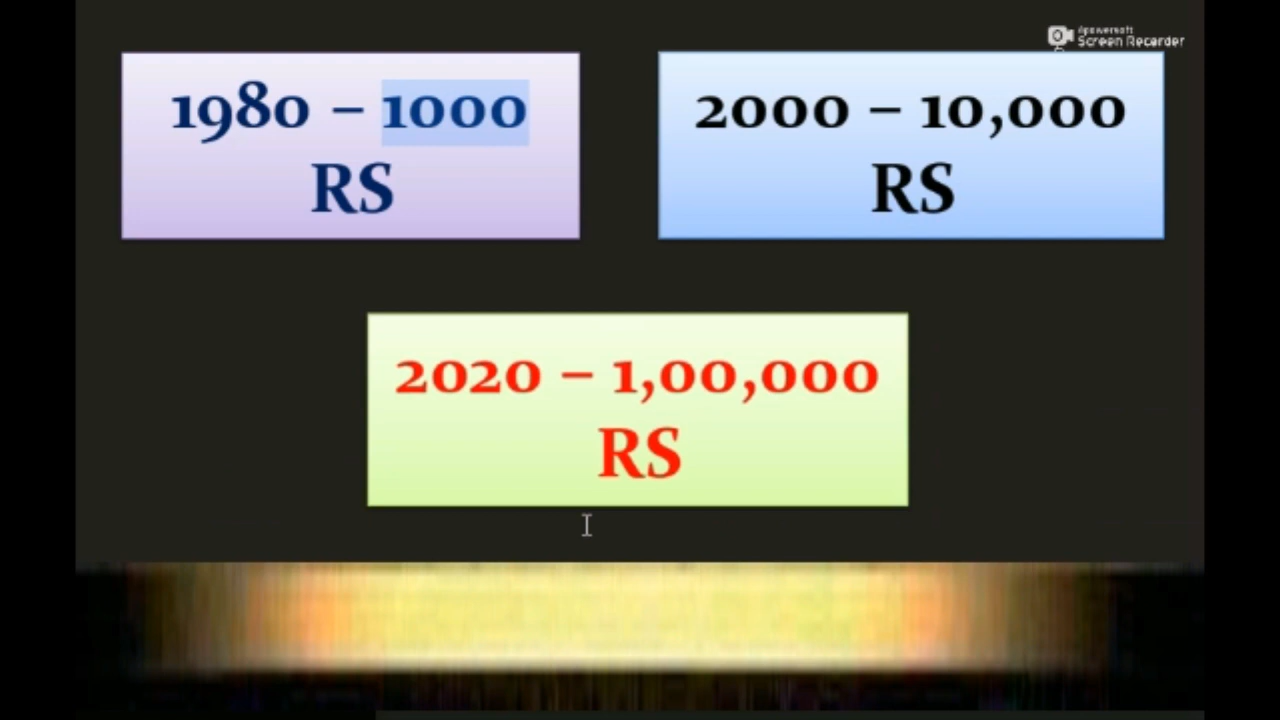 Apowersoft
Screen Recorder
1980 – 1000
RS
2000 – 10,000
RS
2020 – 1,00,000
RS